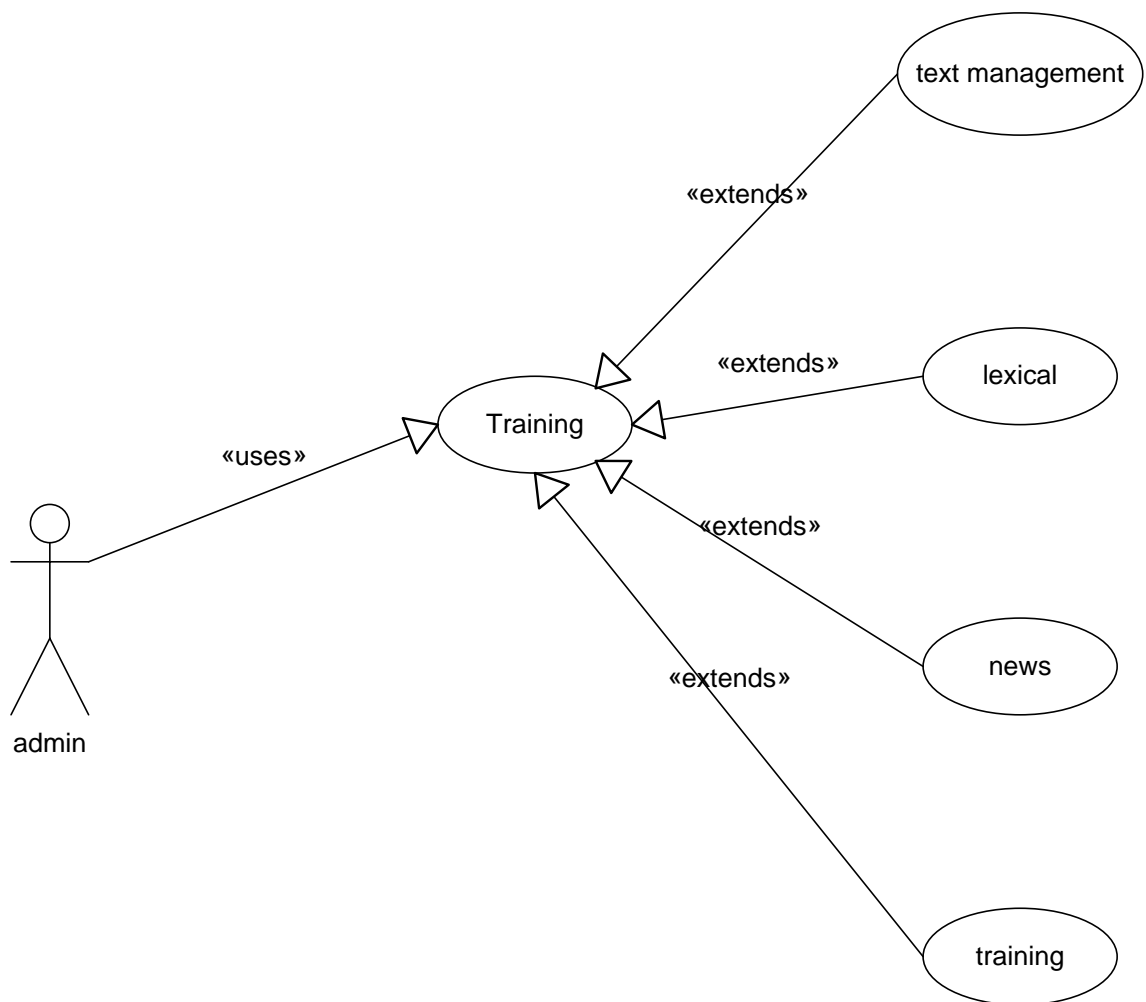 text management
«extends»
«extends»
lexical
Training
«uses»
«extends»
news
«extends»
admin
training